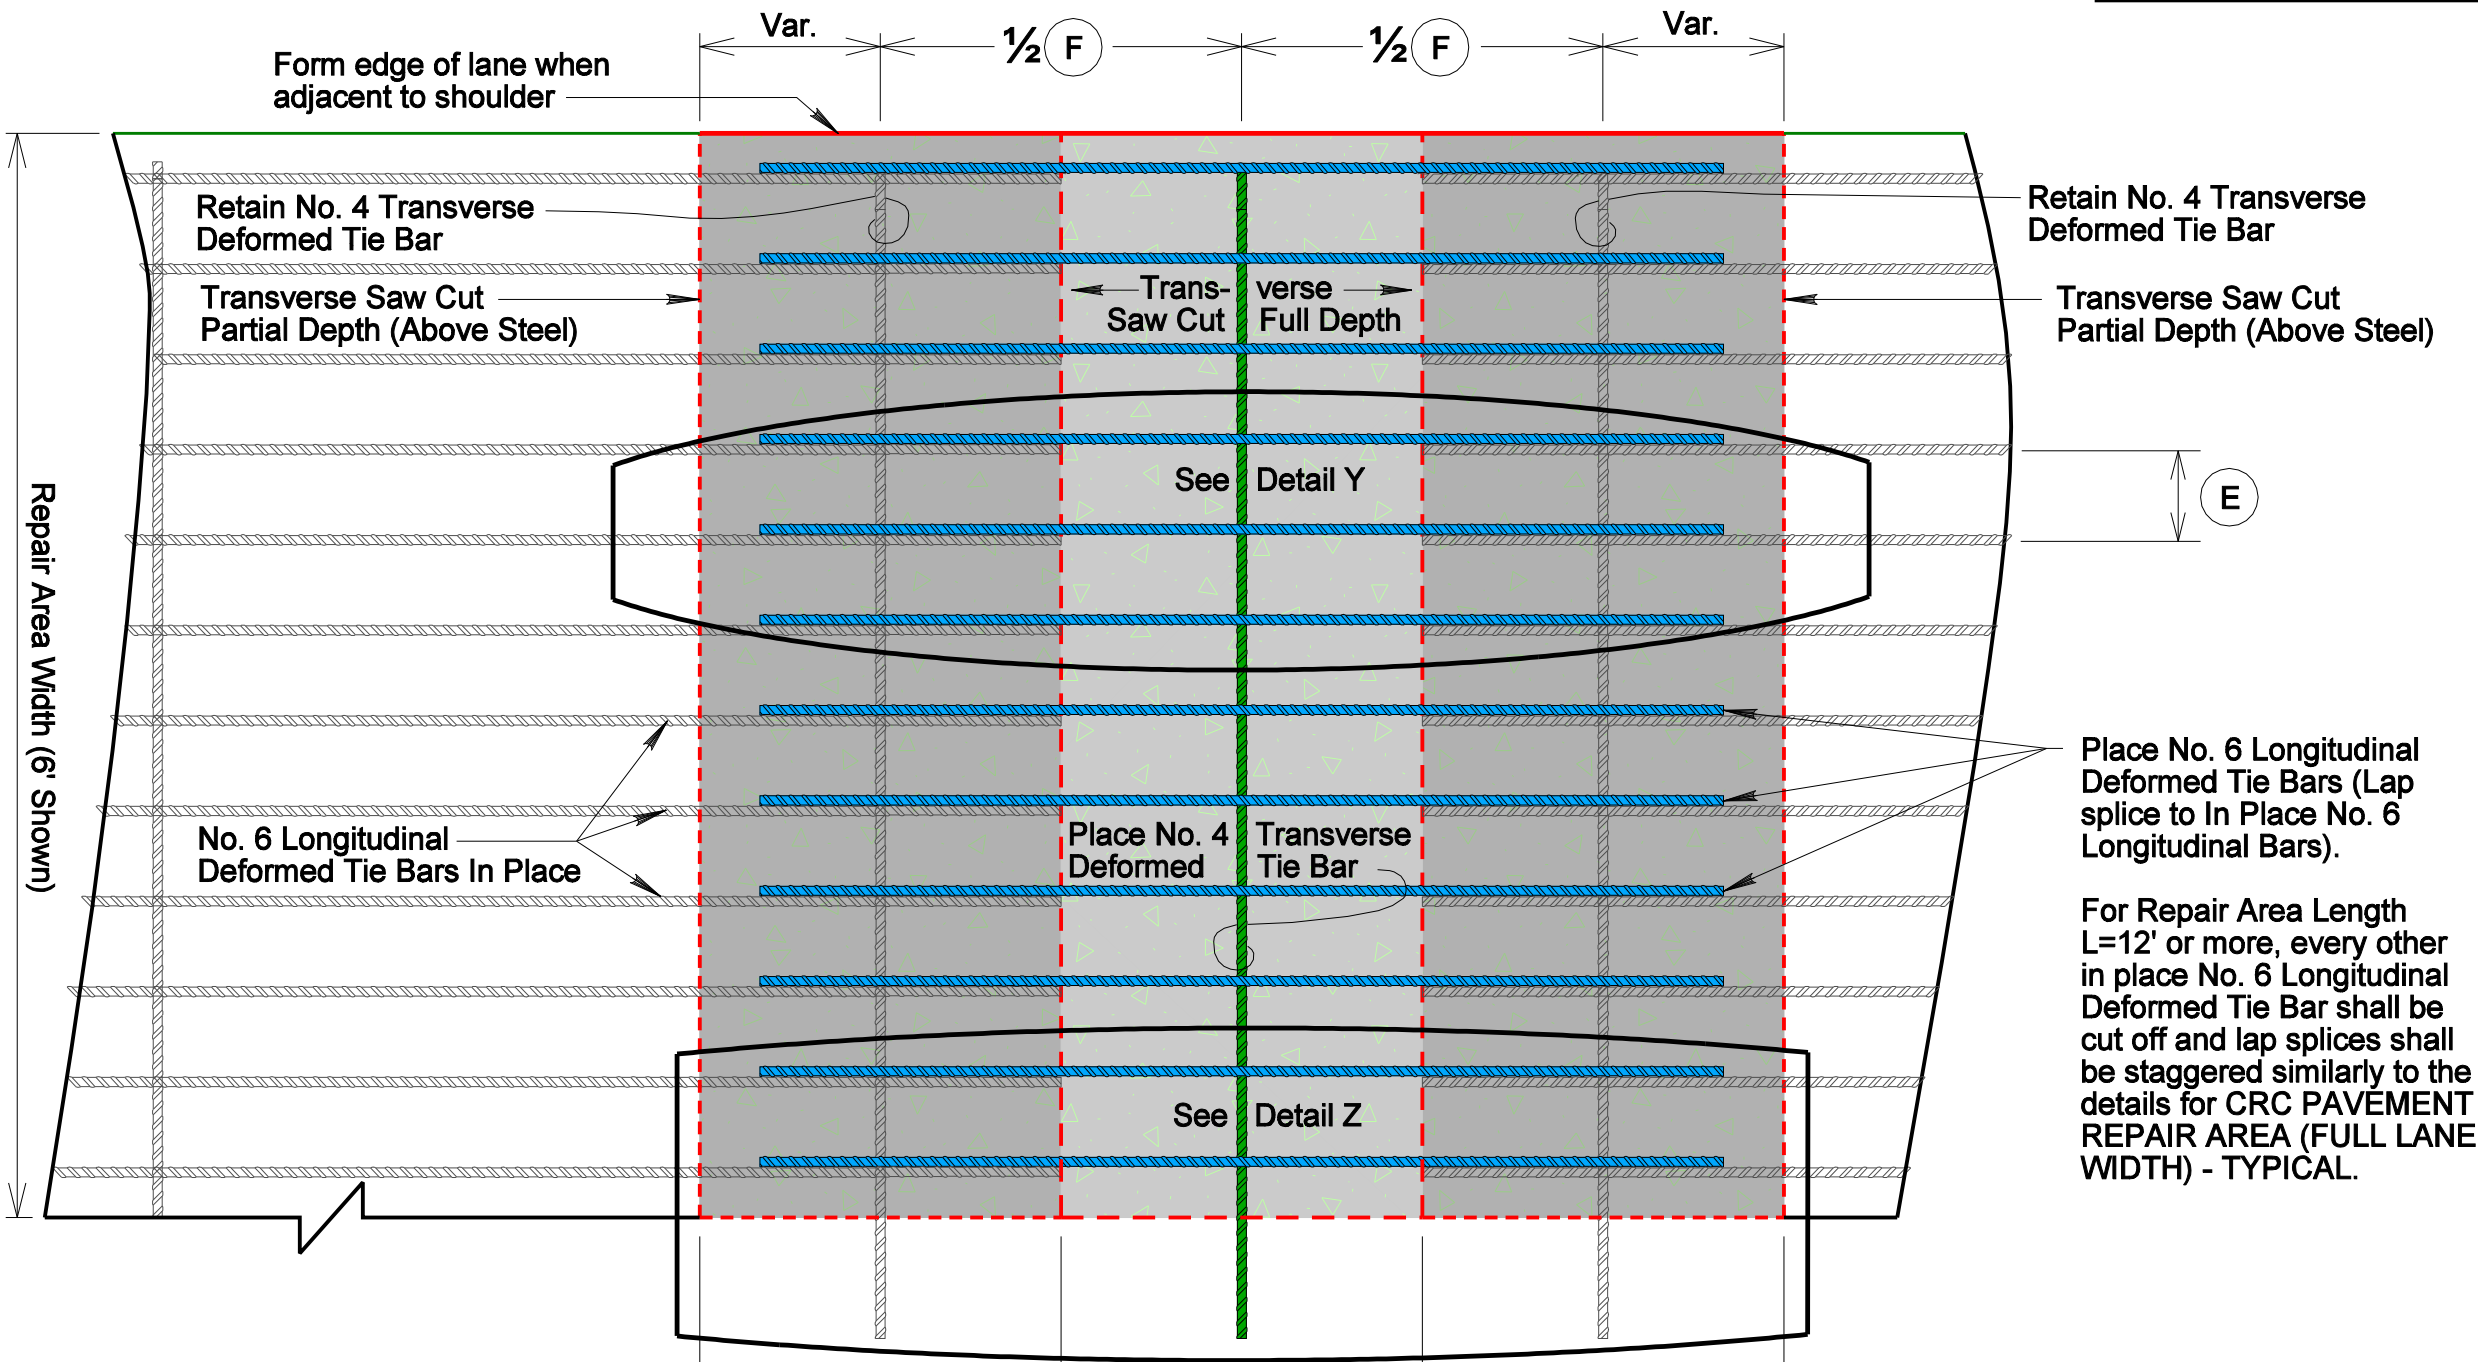 Var.
½ F
½ F
Var.
Form edge of lane when
adjacent to shoulder
Retain No. 4 Transverse
Deformed Tie Bar
Retain No. 4 Transverse
Deformed Tie Bar
Transverse Saw Cut
Partial Depth (Above Steel)
Trans- verse
Saw Cut Full Depth
Transverse Saw Cut
Partial Depth (Above Steel)
See Detail Y
E
Repair Area Width (6' Shown)
No. 6 Longitudinal
Deformed Tie Bars In Place
Place No. 4 Transverse
Deformed Tie Bar
Place No. 6 Longitudinal
Deformed Tie Bars (Lap
splice to In Place No. 6
Longitudinal Bars).
For Repair Area Length
L=12' or more, every other
in place No. 6 Longitudinal
Deformed Tie Bar shall be
cut off and lap splices shall
be staggered similarly to the
details for CRC PAVEMENT
REPAIR AREA (FULL LANE
WIDTH) - TYPICAL.
See Detail Z